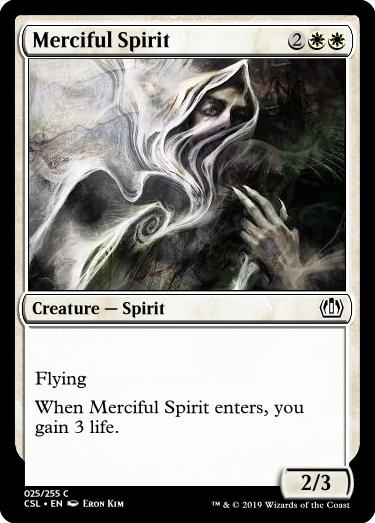 Merciful Spirit 2
Creature — Spirit
Flying
When Merciful Spirit enters, you
gain 3 life.
2/3
025/255 C
CSL • EN Eron Kim
™ & © 2019 Wizards of the Coast